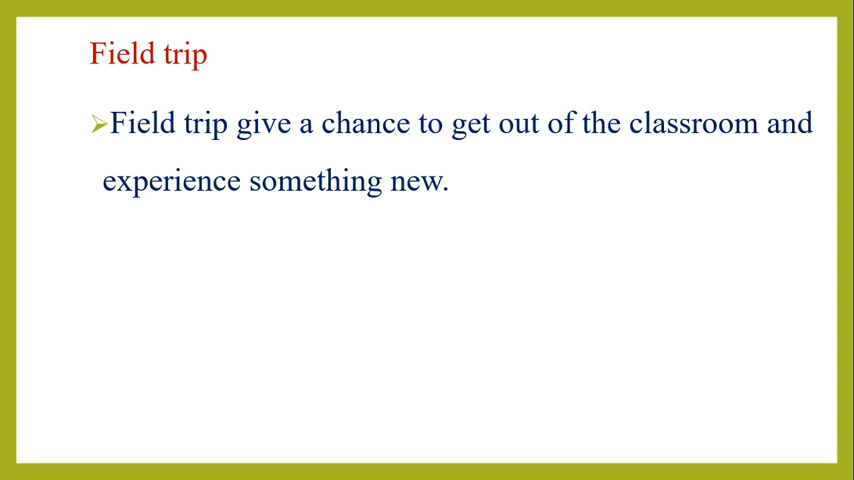 Field trip
➢Field trip give a chance to get out of the classroom and
experience something new.